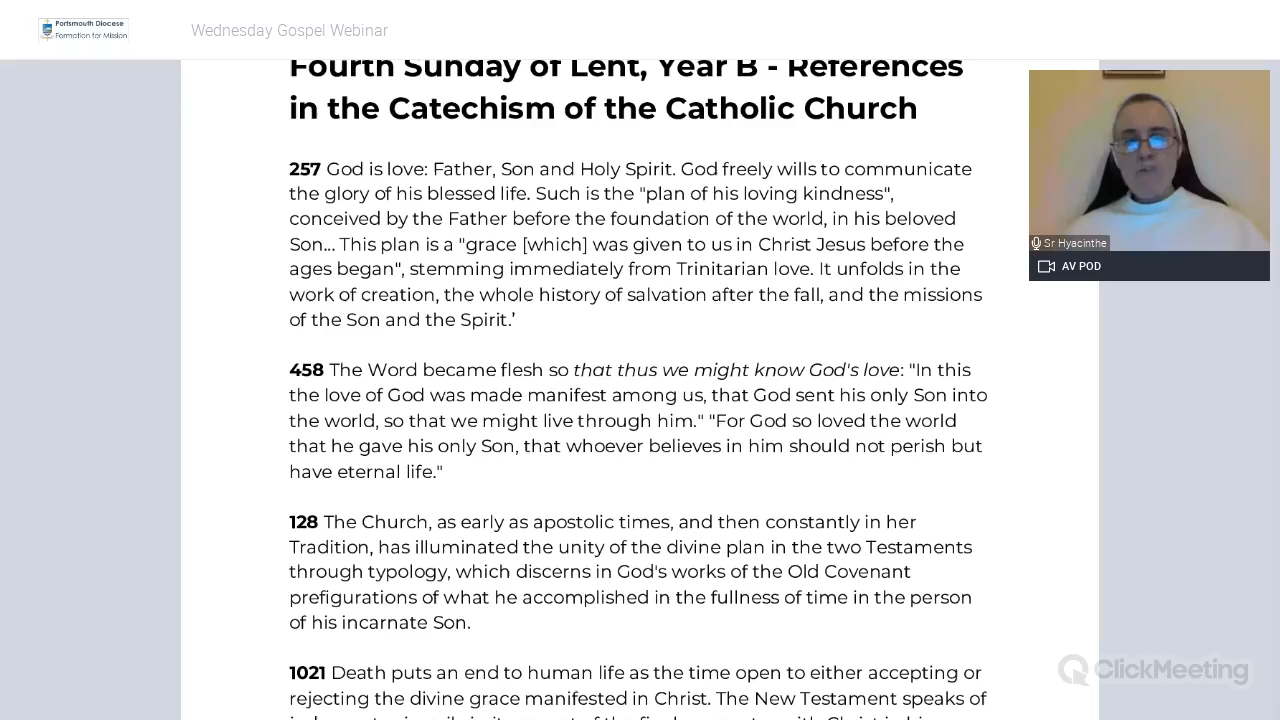 Portsmouth Diocese
Formation for Mission
Wednesday Gospel Webinar
Fourth Sunday of Lent, Year B - References
in the Catechism of the Catholic Church
257 God is love: Father, Son and Holy Spirit. God freely wills to communicate
the glory of his blessed life. Such is the "plan of his loving kindness",
conceived by the Father before the foundation of the world, in his beloved
Son... This plan is a "grace [which] was given to us in Christ Jesus before the
ages began", stemming immediately from Trinitarian love. It unfolds in the
work of creation, the whole history of salvation after the fall, and the missions
of the Son and the Spirit.’
458 The Word became flesh so that thus we might know God's love: "In this
the love of God was made manifest among us, that God sent his only Son into
the world, so that we might live through him." "For God so loved the world
that he gave his only Son, that whoever believes in him should not perish but
have eternal life."
128 The Church, as early as apostolic times, and then constantly in her
Tradition, has illuminated the unity of the divine plan in the two Testaments
through typology, which discerns in God's works of the Old Covenant
prefigurations of what he accomplished in the fullness of time in the person
of his incarnate Son.
1021 Death puts an end to human life as the time open to either accepting or
rejecting the divine grace manifested in Christ. The New Testament speaks of
Sr Hyacinthe
AV POD
ClickMeeting